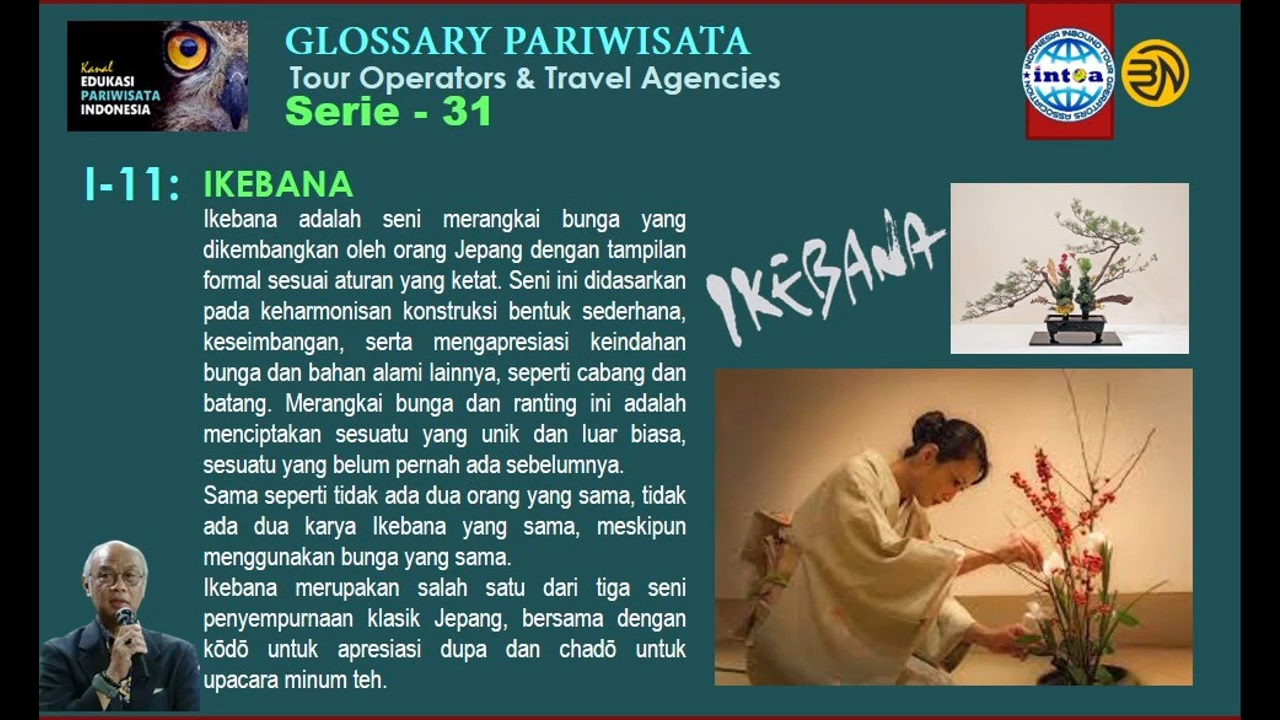 Kanal
EDUKASI
PARIWISATA
INDONESIA
GLOSSARY PARIWISATA
Tour Operators & Travel Agencies
Serie - 31
INDONESIA INBOUND TOUR OPERATORS ASSOCIATION
intoa
BN
I-11: IKEBANA
Ikebana adalah seni merangkai bunga yang
dikembangkan oleh orang Jepang dengan tampilan
formal sesuai aturan yang ketat. Seni ini didasarkan
pada keharmonisan konstruksi bentuk sederhana,
keseimbangan, serta mengapresiasi keindahan
bunga dan bahan alami lainnya, seperti cabang dan
batang. Merangkai bunga dan ranting ini adalah
menciptakan sesuatu yang unik dan luar biasa,
sesuatu yang belum pernah ada sebelumnya.
Sama seperti tidak ada dua orang yang sama, tidak
ada dua karya Ikebana yang sama, meskipun
menggunakan bunga yang sama.
Ikebana merupakan salah satu dari tiga seni
penyempurnaan klasik Jepang, bersama dengan
kōdō untuk apresiasi dupa dan chadō untuk
upacara minum teh.
IKEBANA